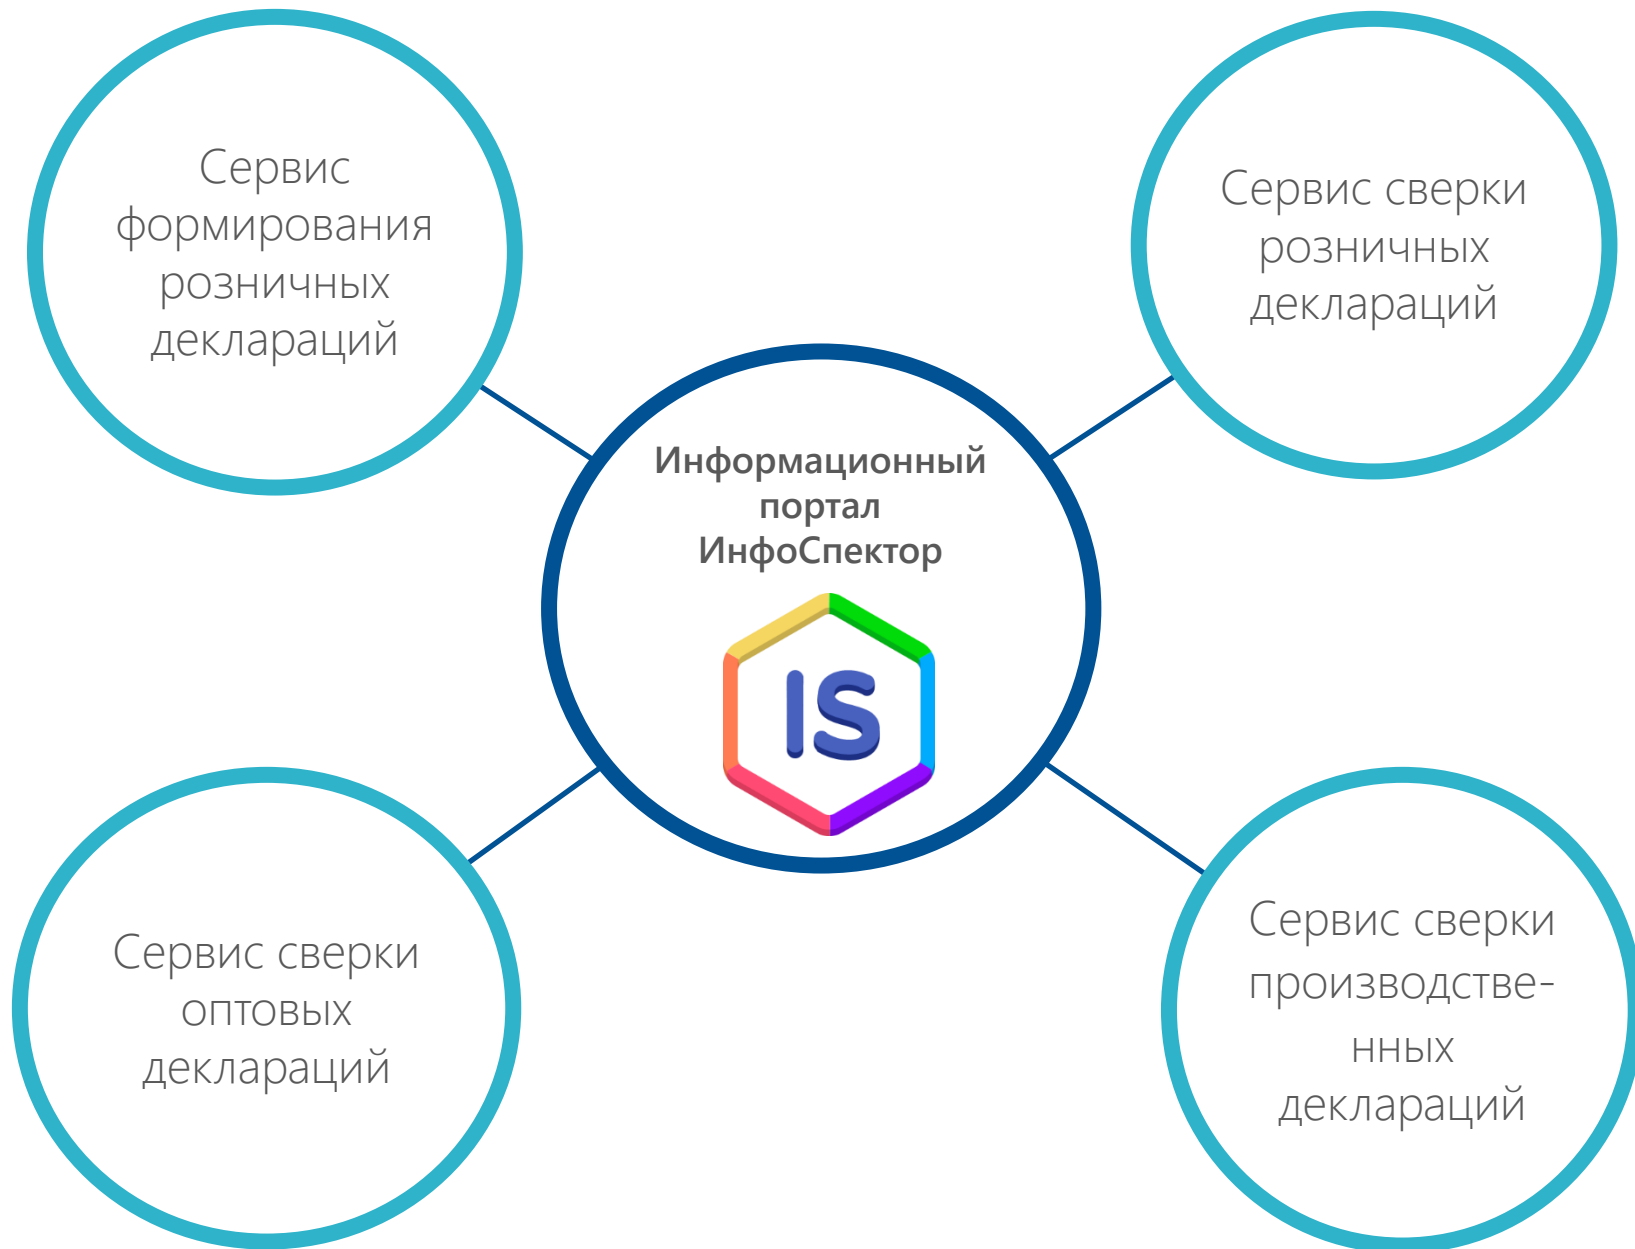 Сервис
формирования
розничных
деклараций
Сервис сверки
розничных
деклараций
Информационный
портал
ИнфоСпектор
IS
Сервис сверки
оптовых
деклараций
Сервис сверки
производстве-
нных
деклараций